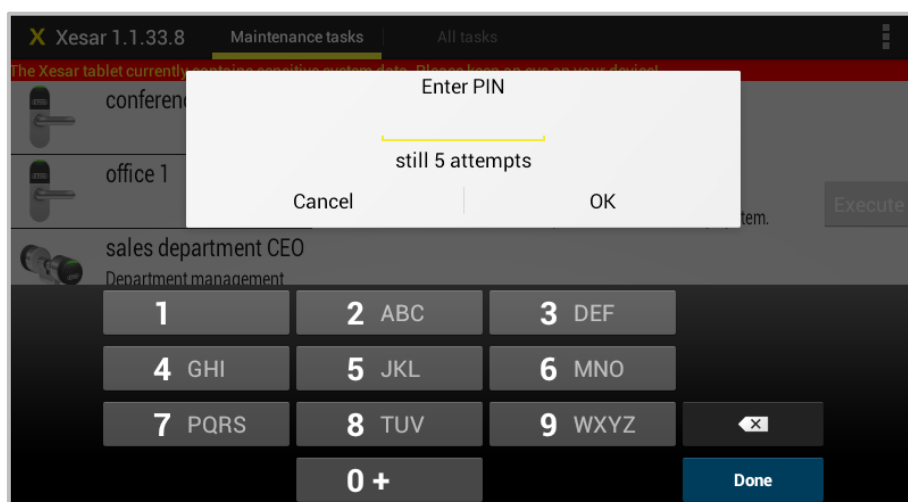 X Xesar 1.1.33.8 Maintenance tasks All tasks
The Xesar tablet currently contains sensitive system data. Please keep an eye on your device!
Enter PIN
conferen
still 5 attempts
office 1
Cancel OK
tem.
Execute
sales department CEO
Department management
1 2 ABC 3 DEF
4 GHI 5 JKL 6 MNO
7 PQRS 8 TUV 9 WXYZ
0 + Done